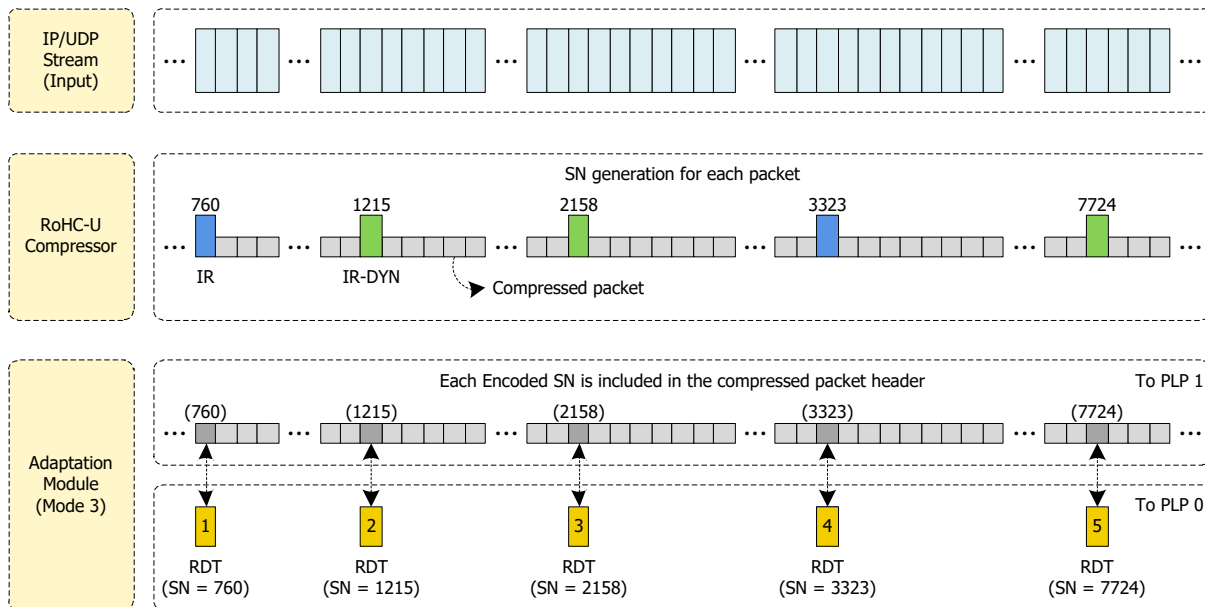 IP/UDP
Stream
(Input)
... ... ... ... ... ...
RoHC-U
Compressor
SN generation for each packet
760 1215 2158 3323 7724
... ... ... ... ... ...
IR IR-DYN
Compressed packet
Adaptation
Module
(Mode 3)
Each Encoded SN is included in the compressed packet header
To PLP 1
(760) (1215) (2158) (3323) (7724)
... ... ... ... ... ...
To PLP 0
1 2 3 4 5
RDT RDT RDT RDT RDT
(SN = 760) (SN = 1215) (SN = 2158) (SN = 3323) (SN = 7724)